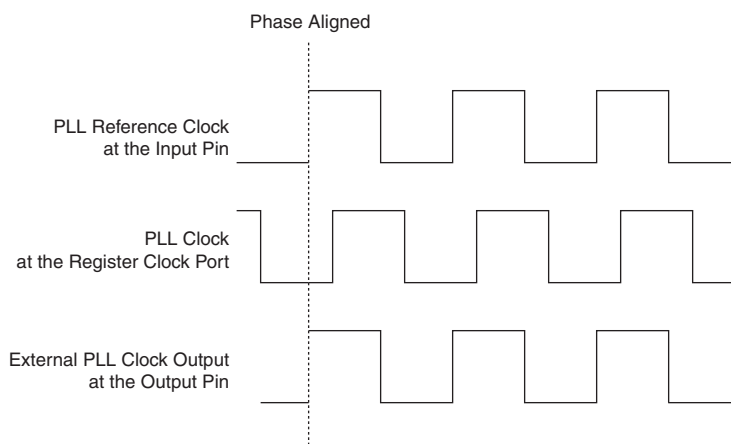 Phase Aligned
PLL Reference Clock
at the Input Pin
PLL Clock
at the Register Clock Port
External PLL Clock Output
at the Output Pin